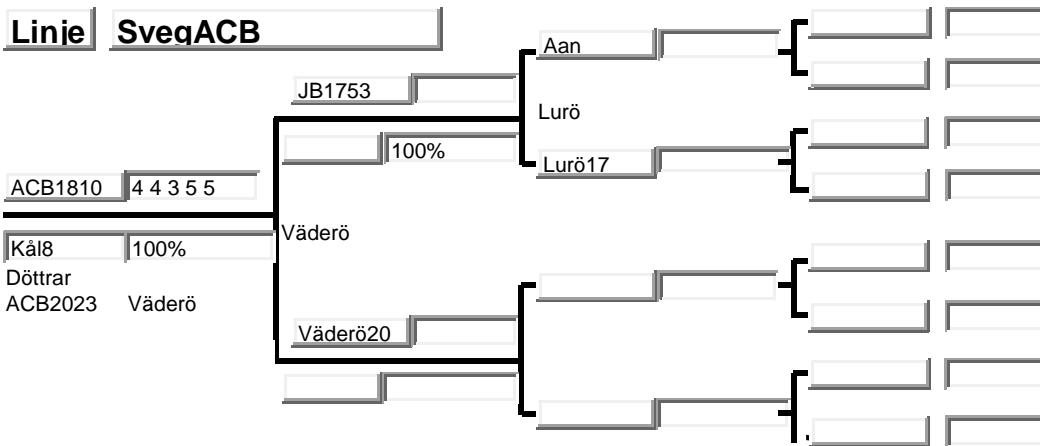 Linje SvegACB
Aan
JB1753
Lurö
100%
Lurö17
ACB1810 4 4 3 5 5
Väderö
Kål8 100%
Döttrar
ACB2023 Väderö
Väderö20